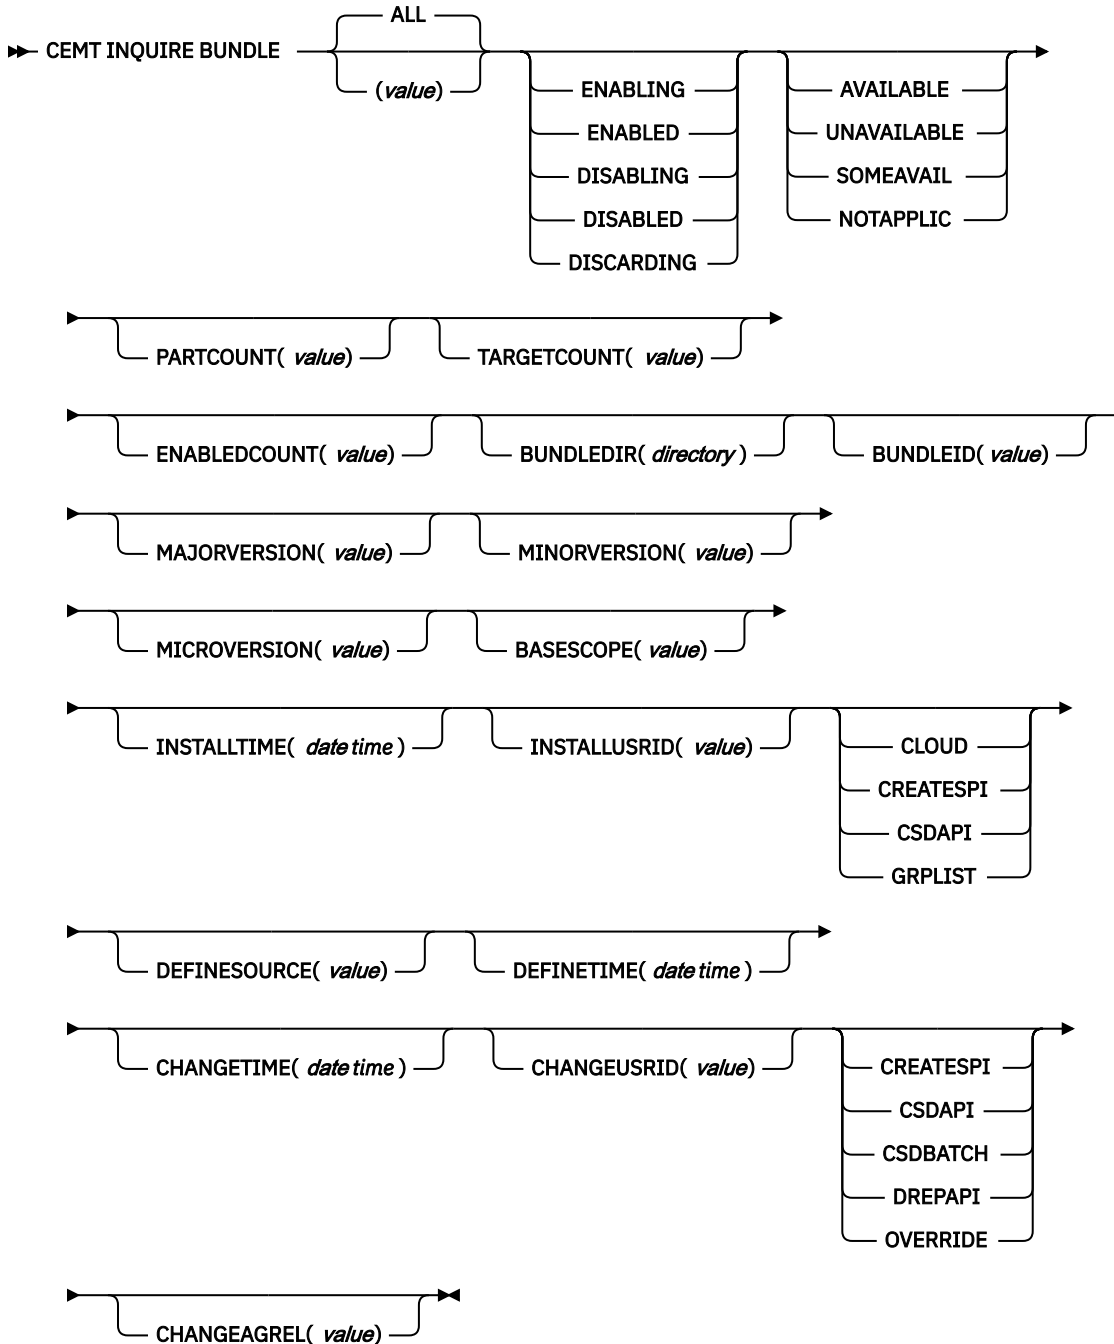 ALL
CEMT INQUIRE BUNDLE
(value)
ENABLING
ENABLED
DISABLING
DISABLED
DISCARDING
AVAILABLE
UNAVAILABLE
SOMEAVAIL
NOTAPPLIC
PARTCOUNT( value)
TARGETCOUNT( value)
ENABLEDCOUNT( value)
BUNDLEDIR( directory )
BUNDLEID( value)
MAJORVERSION( value)
MINORVERSION( value)
MICROVERSION( value)
BASESCOPE( value)
INSTALLTIME( date time )
INSTALLUSRID( value)
CLOUD
CREATESPI
CSDAPI
GRPLIST
DEFINESOURCE( value)
DEFINETIME( date time )
CHANGETIME( date time )
CHANGEUSRID( value)
CREATESPI
CSDAPI
CSDBATCH
DREPAPI
OVERRIDE
CHANGEAGREL( value)